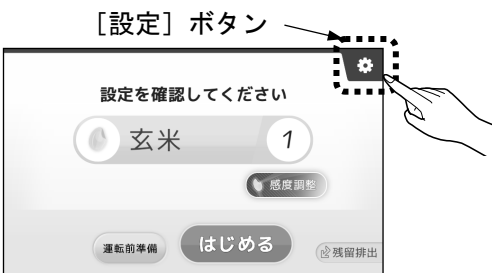 ［設定］ボタン
設定を確認してください
玄米 1
感度調整
運転前準備 はじめる 残留排出